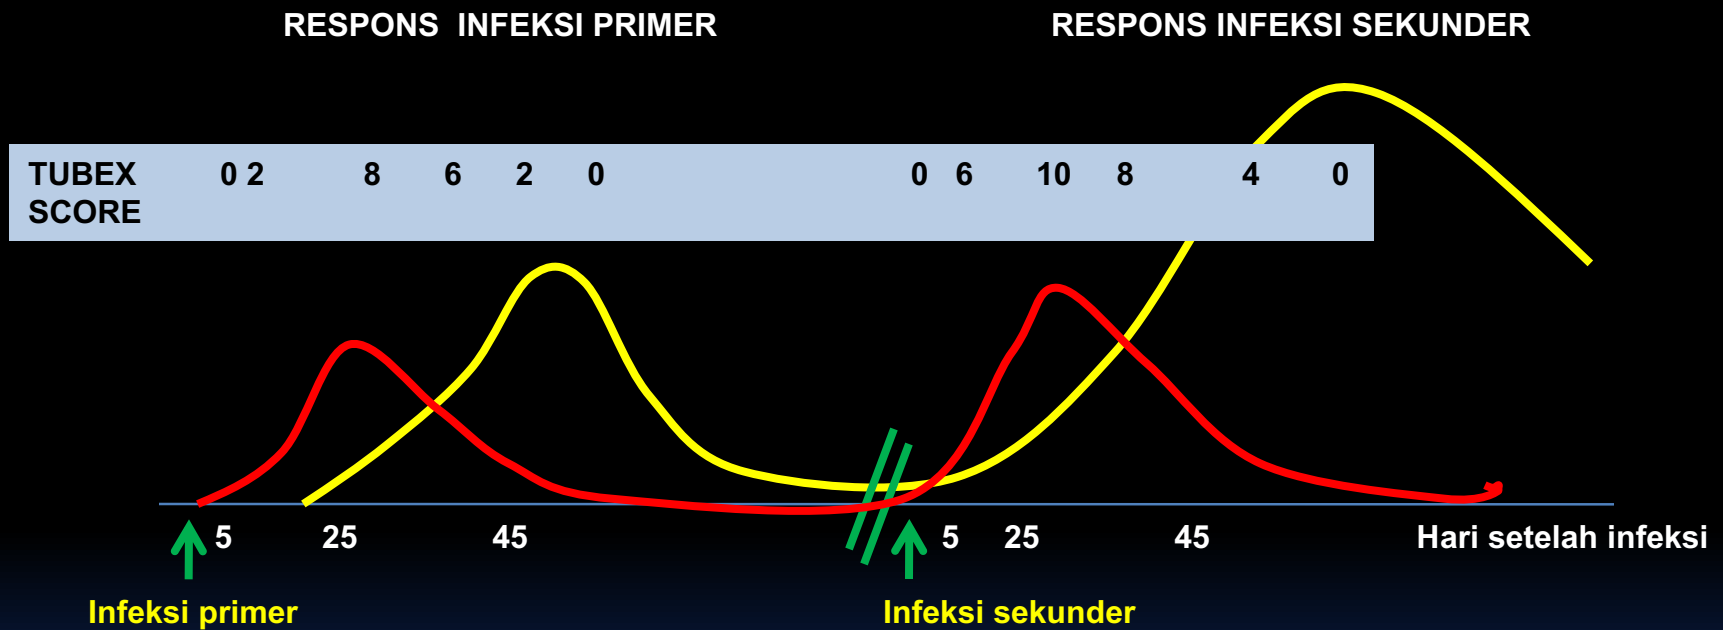 RESPONS INFEKSI PRIMER
RESPONS INFEKSI SEKUNDER
TUBEX 0 2 8 6 2 0 0 6 10 8 4 0
SCORE
5 25 45 5 25 45 Hari setelah infeksi
Infeksi primer
Infeksi sekunder